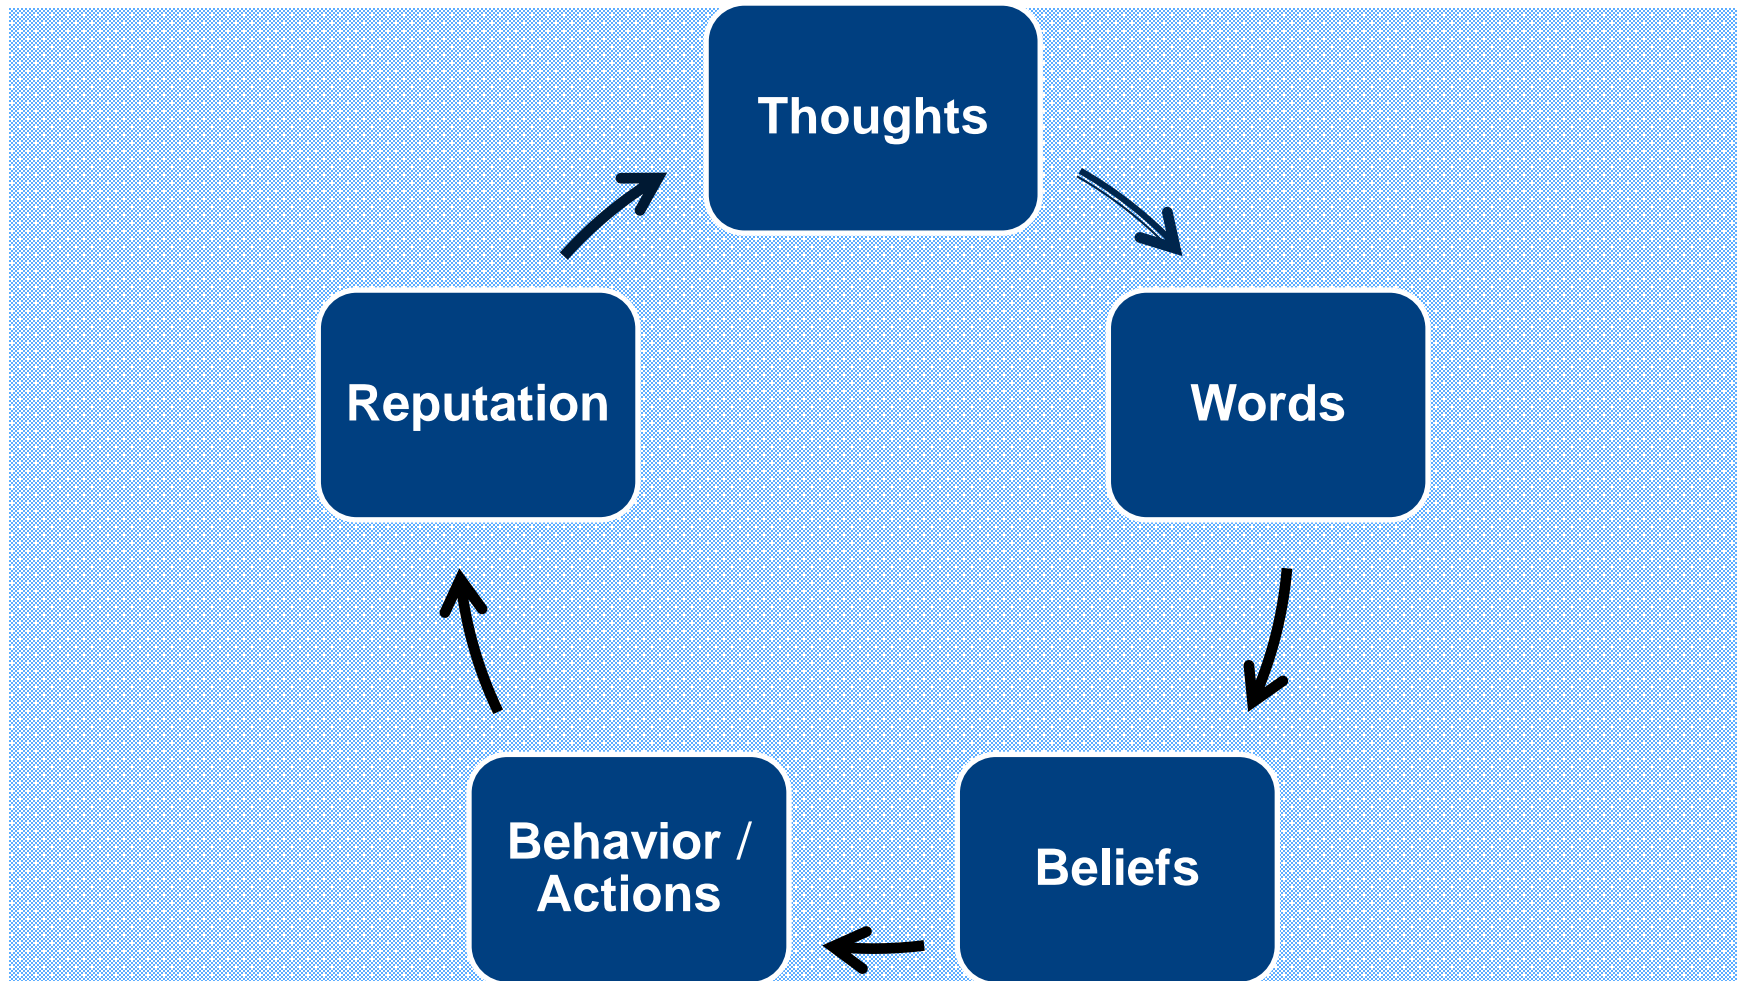 Thoughts
Words
Beliefs
Behavior /
Actions
Reputation